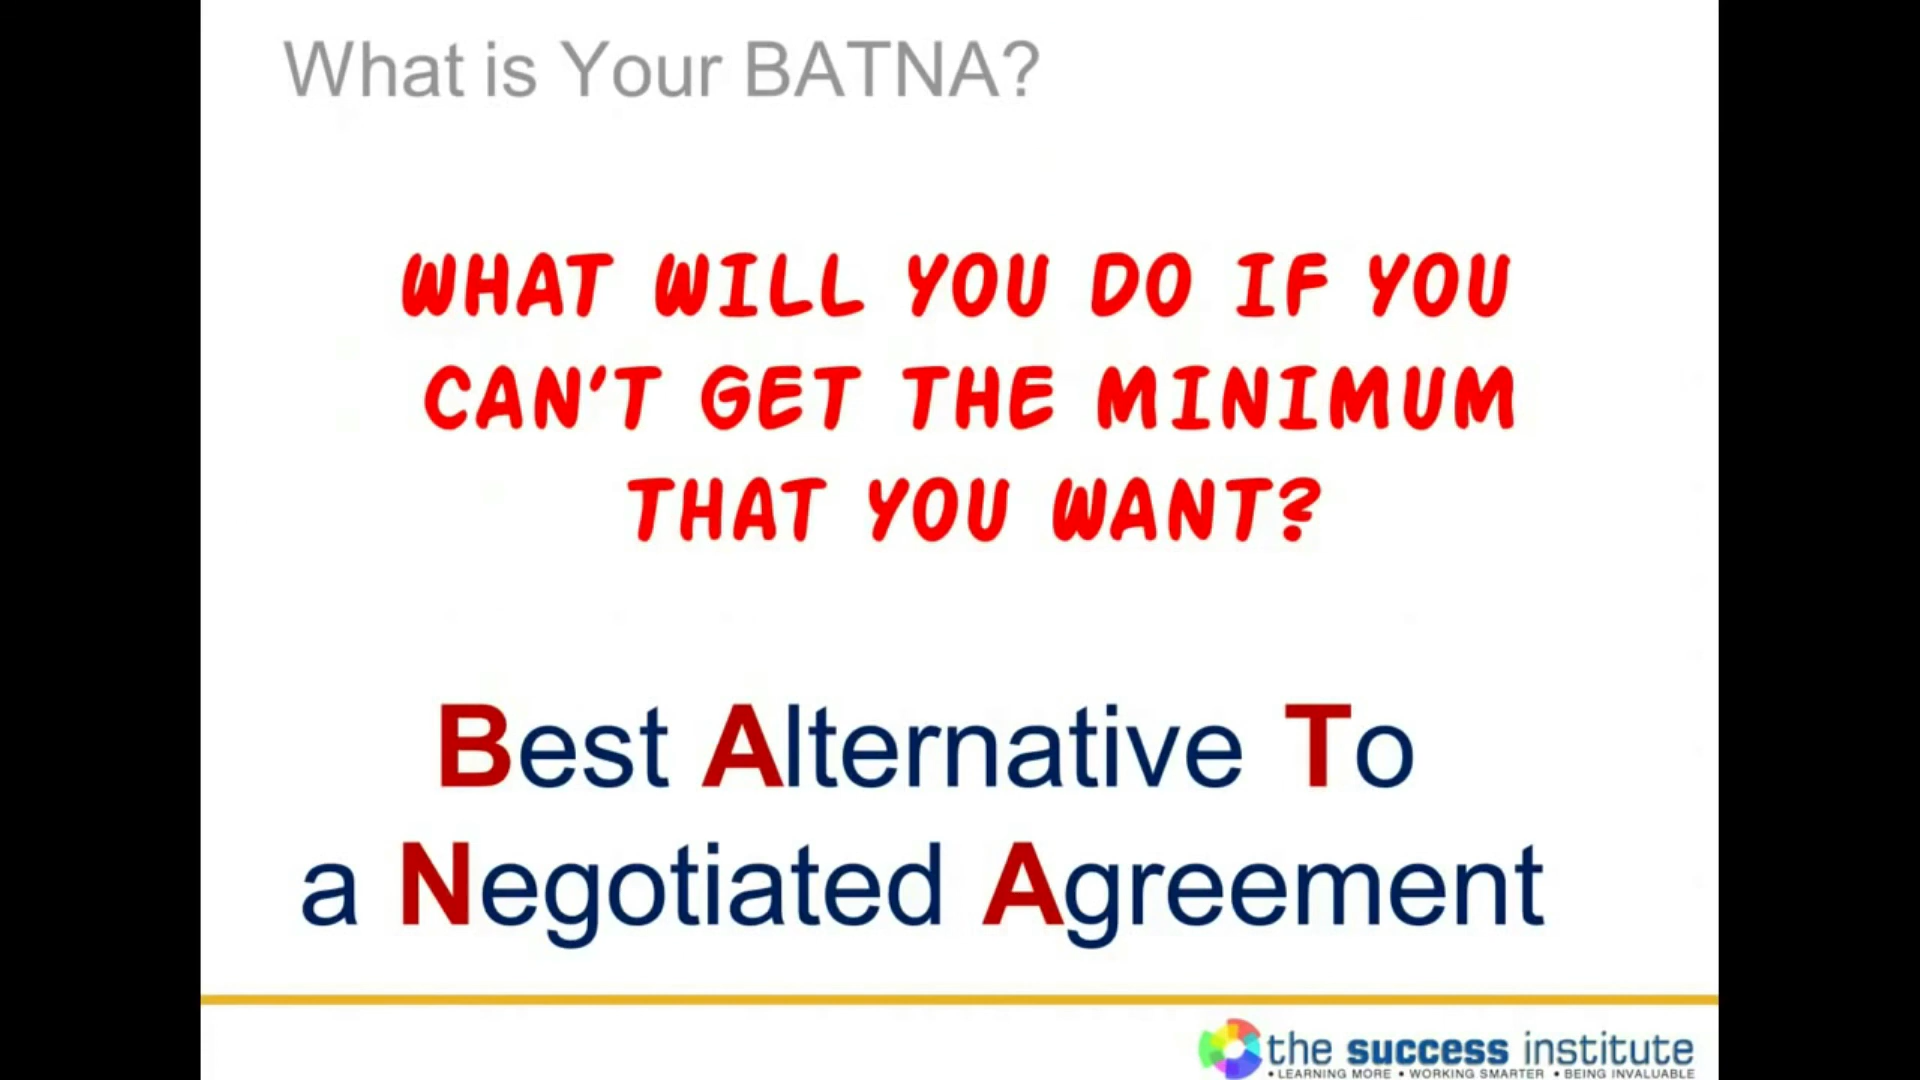 What is Your BATNA?
WHAT WILL YOU DO IF YOU
CAN'T GET THE MINIMUM
THAT YOU WANT?
Best Alternative To
a Negotiated Agreement
the success institute
• LEARNING MORE • WORKING SMARTER • BEING INVALUABLE